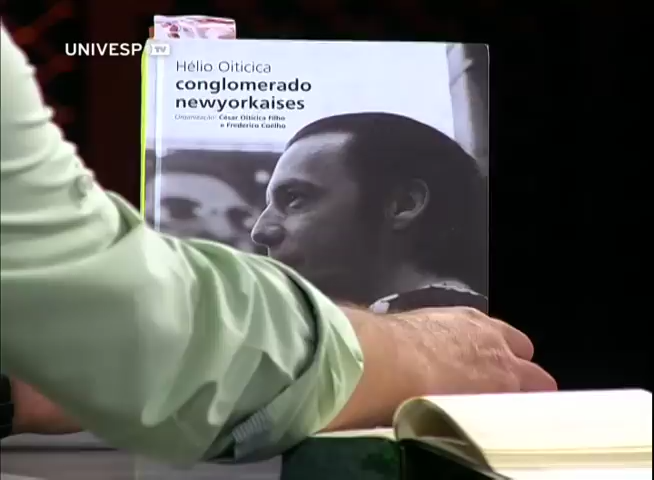 UNIVESP TV
Hélio Oiticica
conglomerado
newyorkaises
Organização: César Oiticica Filho
e Frederico Coelho